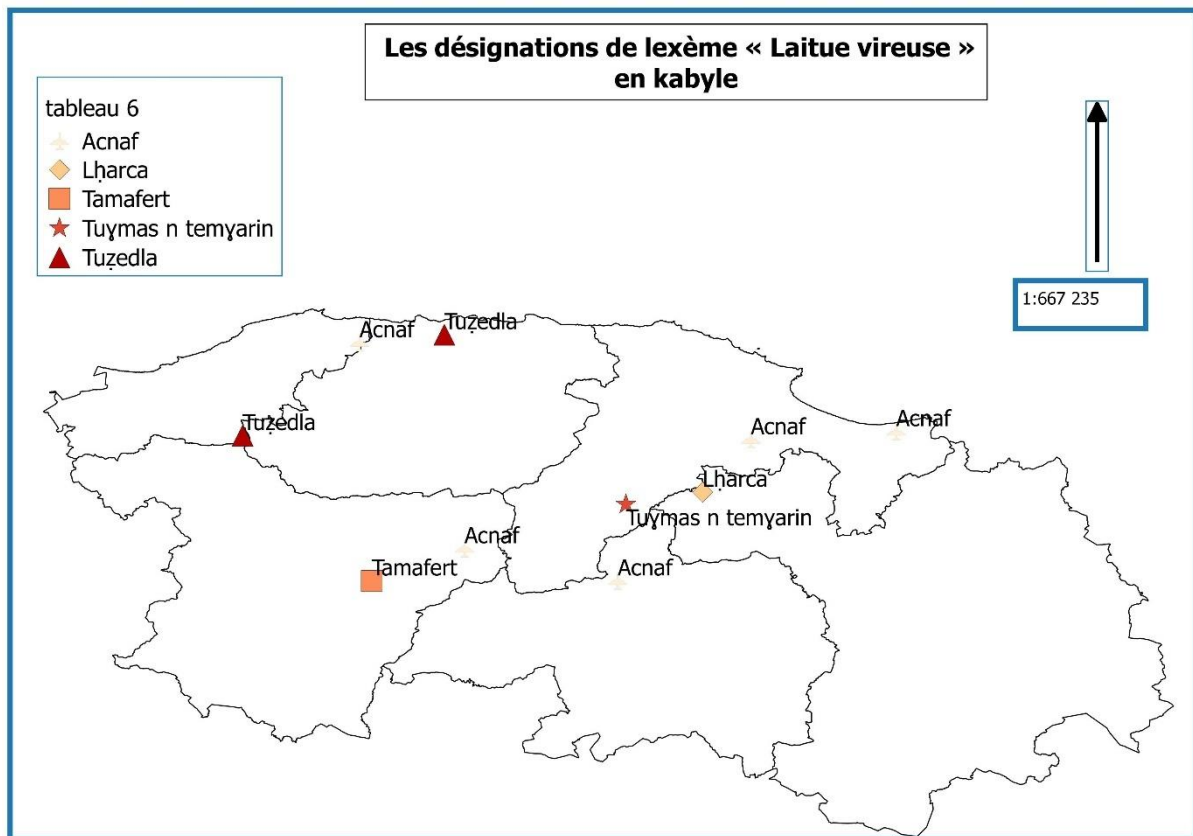 Les désignations de lexème « Laitue vireuse »
en kabyle
tableau 6
Acnaf
Lḥarca
Tamafert
Tuɣmas n temɣarin
Tuẓedla
1:667 235
Acnaf
Tuẓedla
Tuẓedla
Acnaf
Acnaf
Lḥarca
Tuɣmas n temɣarin
Acnaf
Tamafert
Acnaf